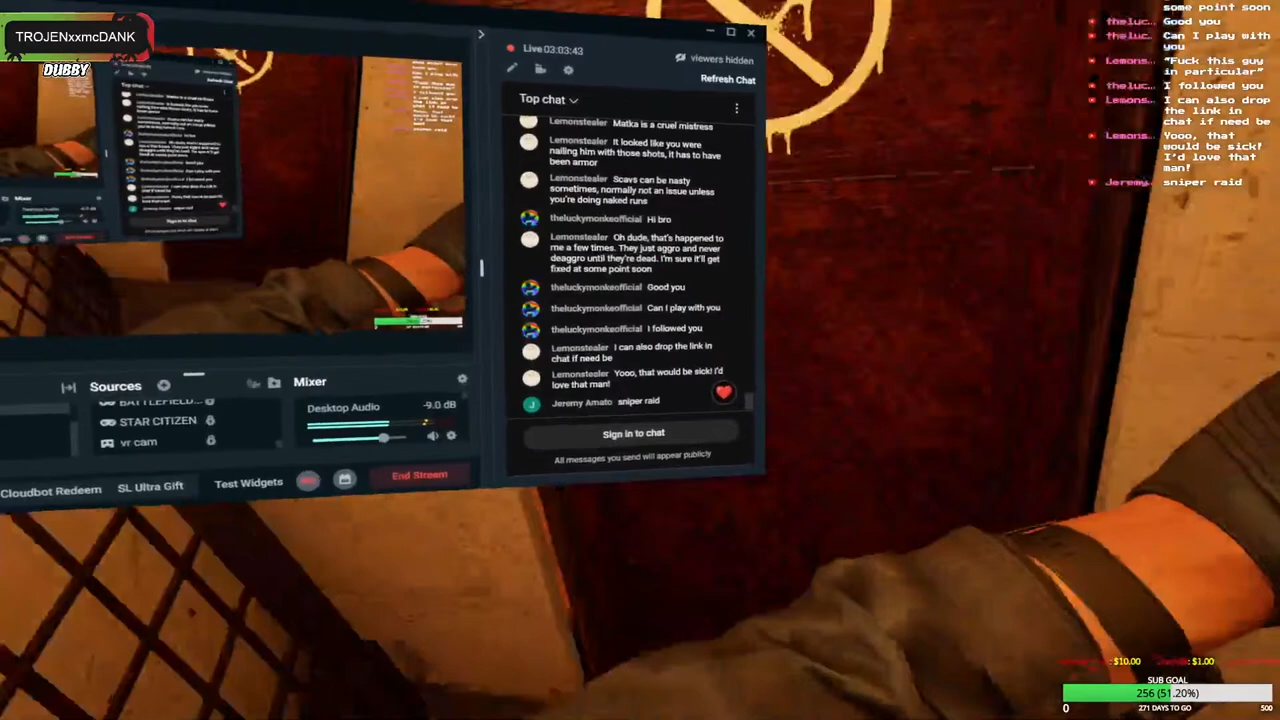 TROJENxxmcDANK
DUBBY
Live 03:03:43
viewers hidden
Refresh Chat
Top chat
Lemonstealer Matka is a cruel mistress
Lemonstealer It looked like you were
nailing him with those shots, it has to have
been armor
Lemonstealer Scavs can be nasty
sometimes, normally not an issue unless
you're doing naked runs
theluckymonkeofficial Hi bro
Lemonstealer Oh dude, that's happened to
me a few times. They just aggro and never
deaggro until they're dead. I'm sure it'll get
fixed at some point soon
theluckymonkeofficial Good you
theluckymonkeofficial Can I play with you
theluckymonkeofficial I followed you
Lemonstealer I can also drop the link in
chat if need be
Lemonstealer Yooo, that would be sick! I'd
love that man!
J Jeremy Amato sniper raid
Sign in to chat
All messages you send will appear publicly
Sources
BATTLEFIELD...
STAR CITIZEN
vr cam
Mixer
Desktop Audio -9.0 dB
Cloudbot Redeem SL Ultra Gift Test Widgets End Stream
Mixer
some point soon
theluc... Good you
theluc... Can I play with
you
Lemons... "Fuck this guy
in particular"
theluc... I followed you
Lemons... I can also drop
the link in
chat if need be
Lemons... Yooo, that
would be sick!
I'd love that
man!
Jeremy... sniper raid
$10.00 : $1.00
SUB GOAL
256 (51.20%)
0 271 DAYS TO GO 500